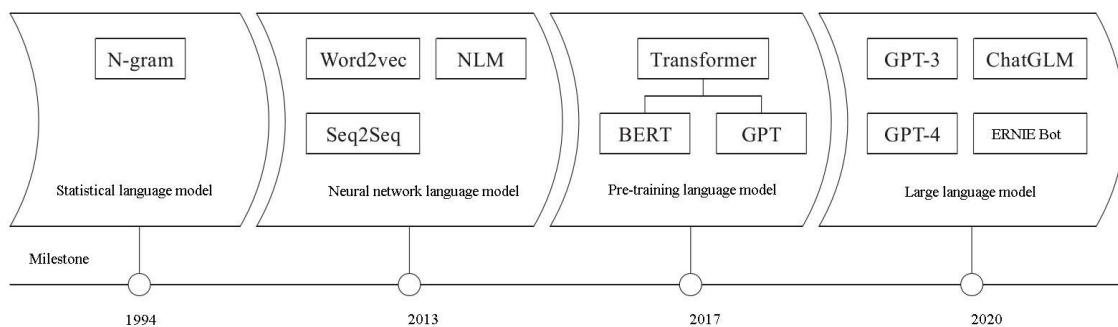 N-gram
Statistical language model
Word2vec
NLM
Seq2Seq
Neural network language model
Transformer
BERT
GPT
Pre-training language model
GPT-3
ChatGLM
GPT-4
ERNIE Bot
Large language model
Milestone
1994
2013
2017
2020